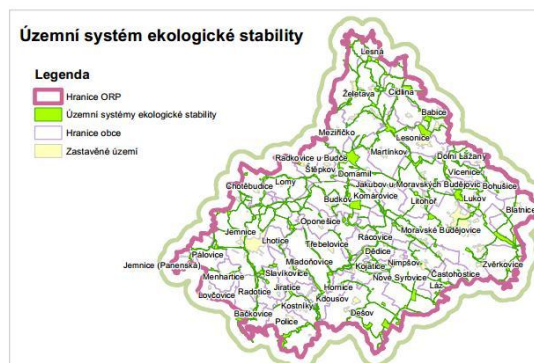 Územní systém ekologické stability
Legenda
Hranice ORP
Územní systémy ekologické stability
Hranice obce
Zastavěné území
Lesná
Želetava
Cidlina
Babice
Meziříčko
Lesonice
Martínkov
Dolní Lažany
Radkovice u Budče
Štěpkov
Vícenice
Domamil
Chotěbudice
Lomy
Jakubov u Moravských Budějovic
Bohušice
Komárovice
Budkov
Litohoř
Lukov
Blatnice
Oponešice
Jemnice
Lhotice
Třebelovice
Rácovice
Moravské Budějovice
Dědice
Pálovice
Mladoňovice
Jemnice (Panenská)
Kojatice
Nimpšov
Zvěrkovice
Menhartice
Slavíkovice
Nové Syrovice
Častohostice
Radotice
Jiratice
Hornice
Láz
Lovčovice
Kostníky
Kdousov
Bačkovice
Police
Dešov